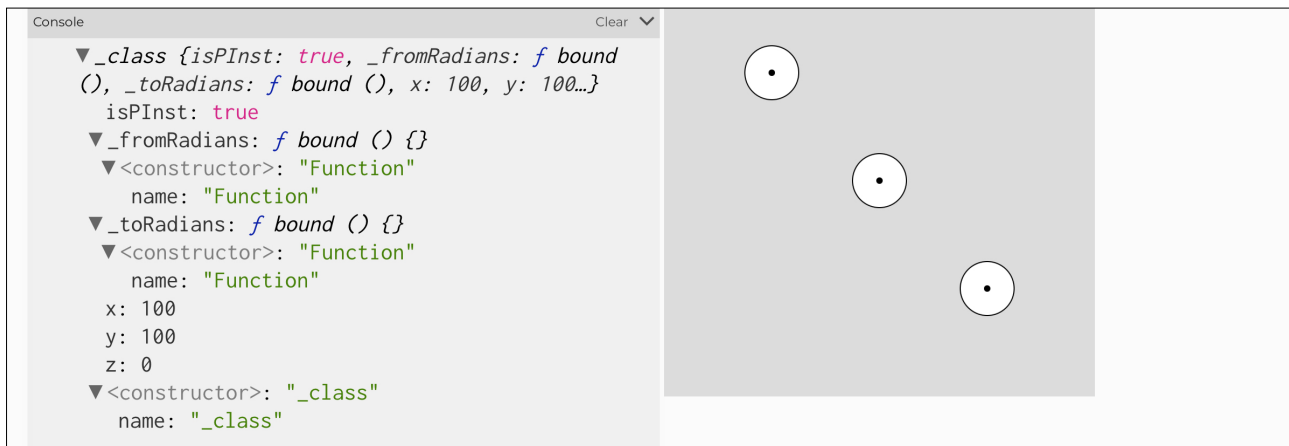 Console Clear
▼_class {isPInst: true, _fromRadians: ƒ bound
(), _toRadians: ƒ bound (), x: 100, y: 100…}
isPInst: true
▼_fromRadians: ƒ bound () {}
▼<constructor>: "Function"
name: "Function"
▼_toRadians: ƒ bound () {}
▼<constructor>: "Function"
name: "Function"
x: 100
y: 100
z: 0
▼<constructor>: "_class"
name: "_class"